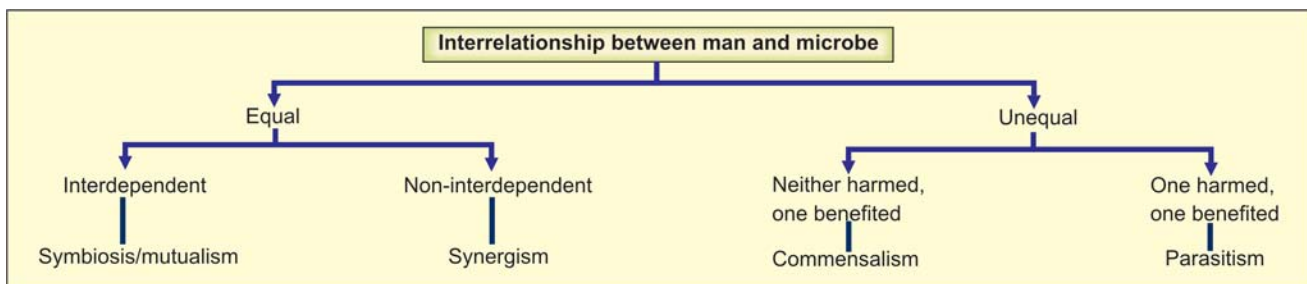 Interrelationship between man and microbe
Equal
Unequal
Interdependent
Non-interdependent
Neither harmed,
one benefited
One harmed,
one benefited
Symbiosis/mutualism
Synergism
Commensalism
Parasitism